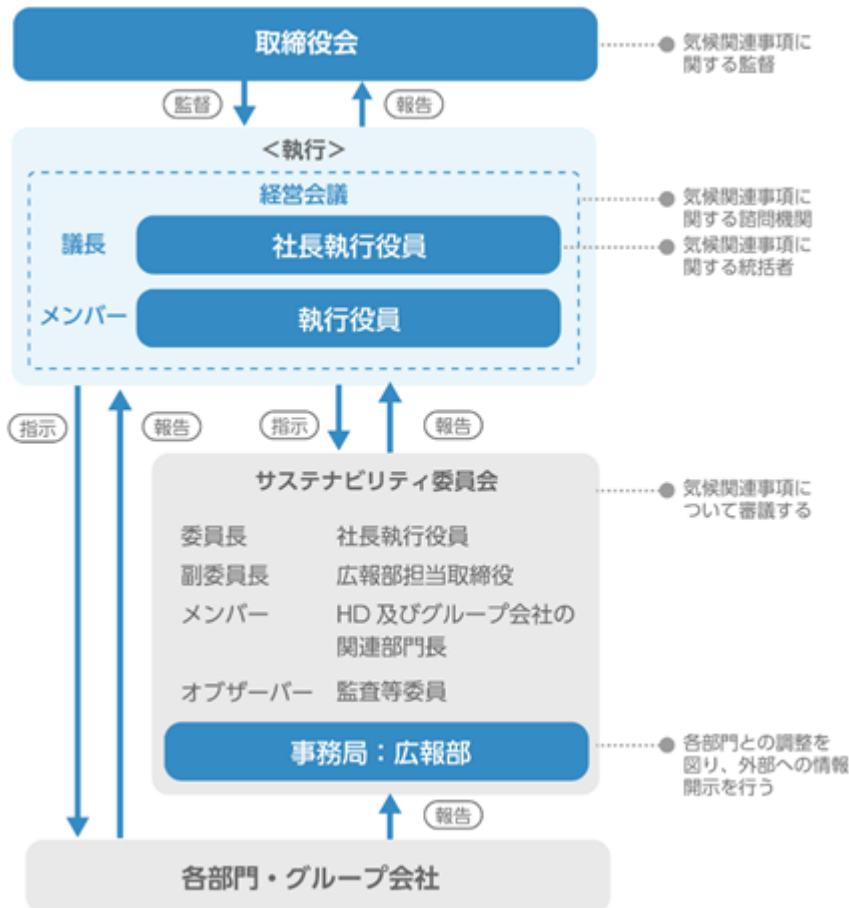 取締役会
気候関連事項に
関する監督
監督
報告
＜執行＞
経営会議
気候関連事項に
関する諮問機関
議長
社長執行役員
気候関連事項に
関する統括者
メンバー
執行役員
指示
報告
指示
報告
サステナビリティ委員会
気候関連事項に
ついて審議する
委員長 社長執行役員
副委員長 広報部担当取締役
メンバー HD 及びグループ会社の
関連部門長
オブザーバー 監査等委員
事務局：広報部
各部門との調整を
図り、外部への情報
開示を行う
報告
各部門・グループ会社